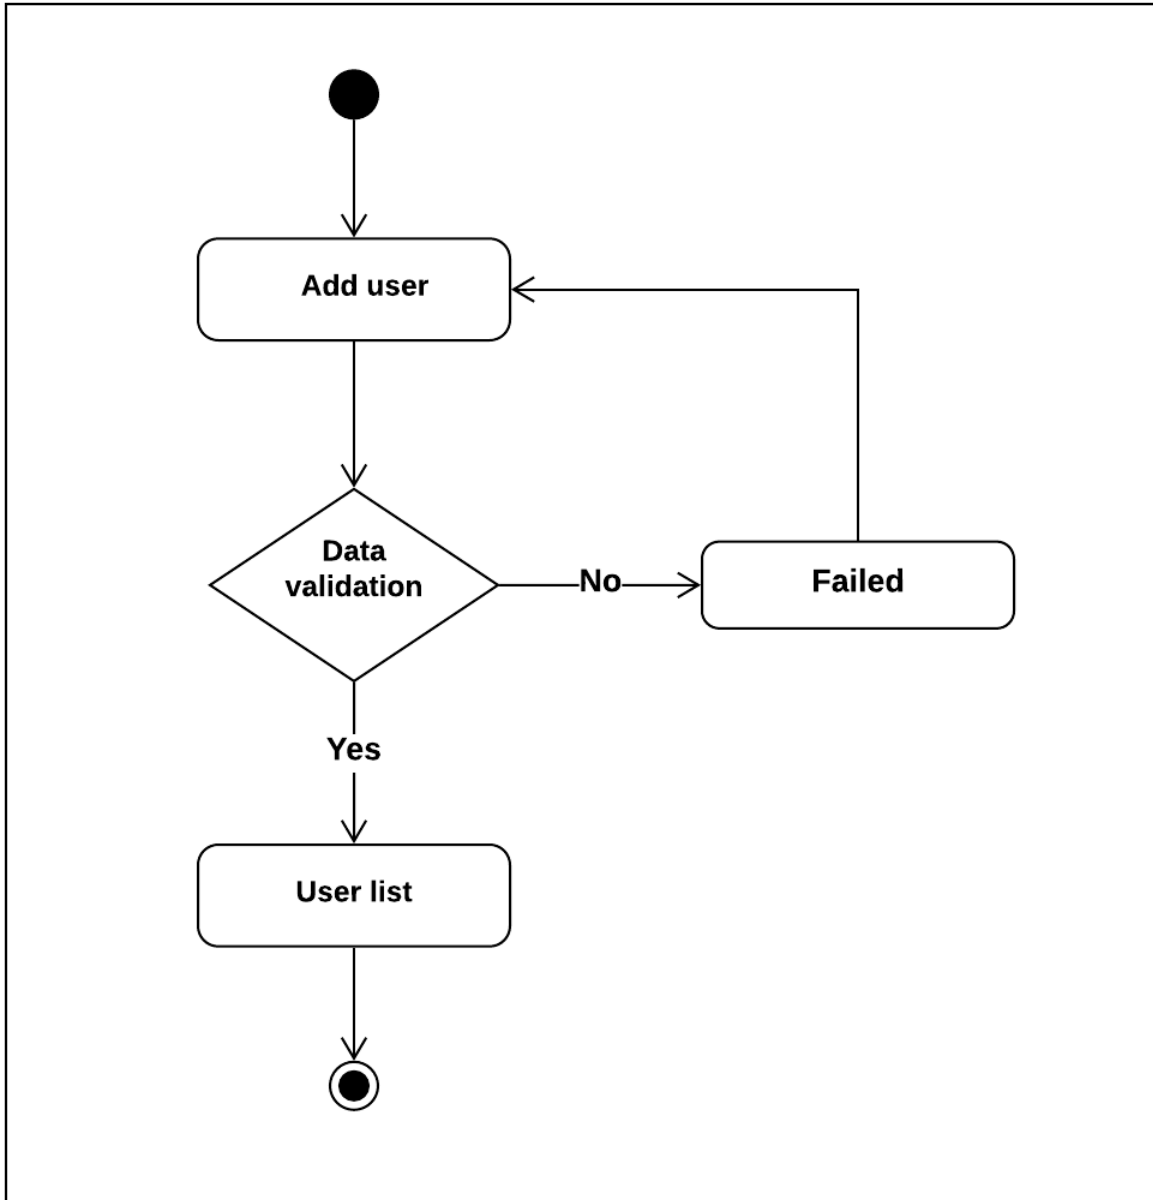 Add user
Data
validation
No
Failed
Yes
User list